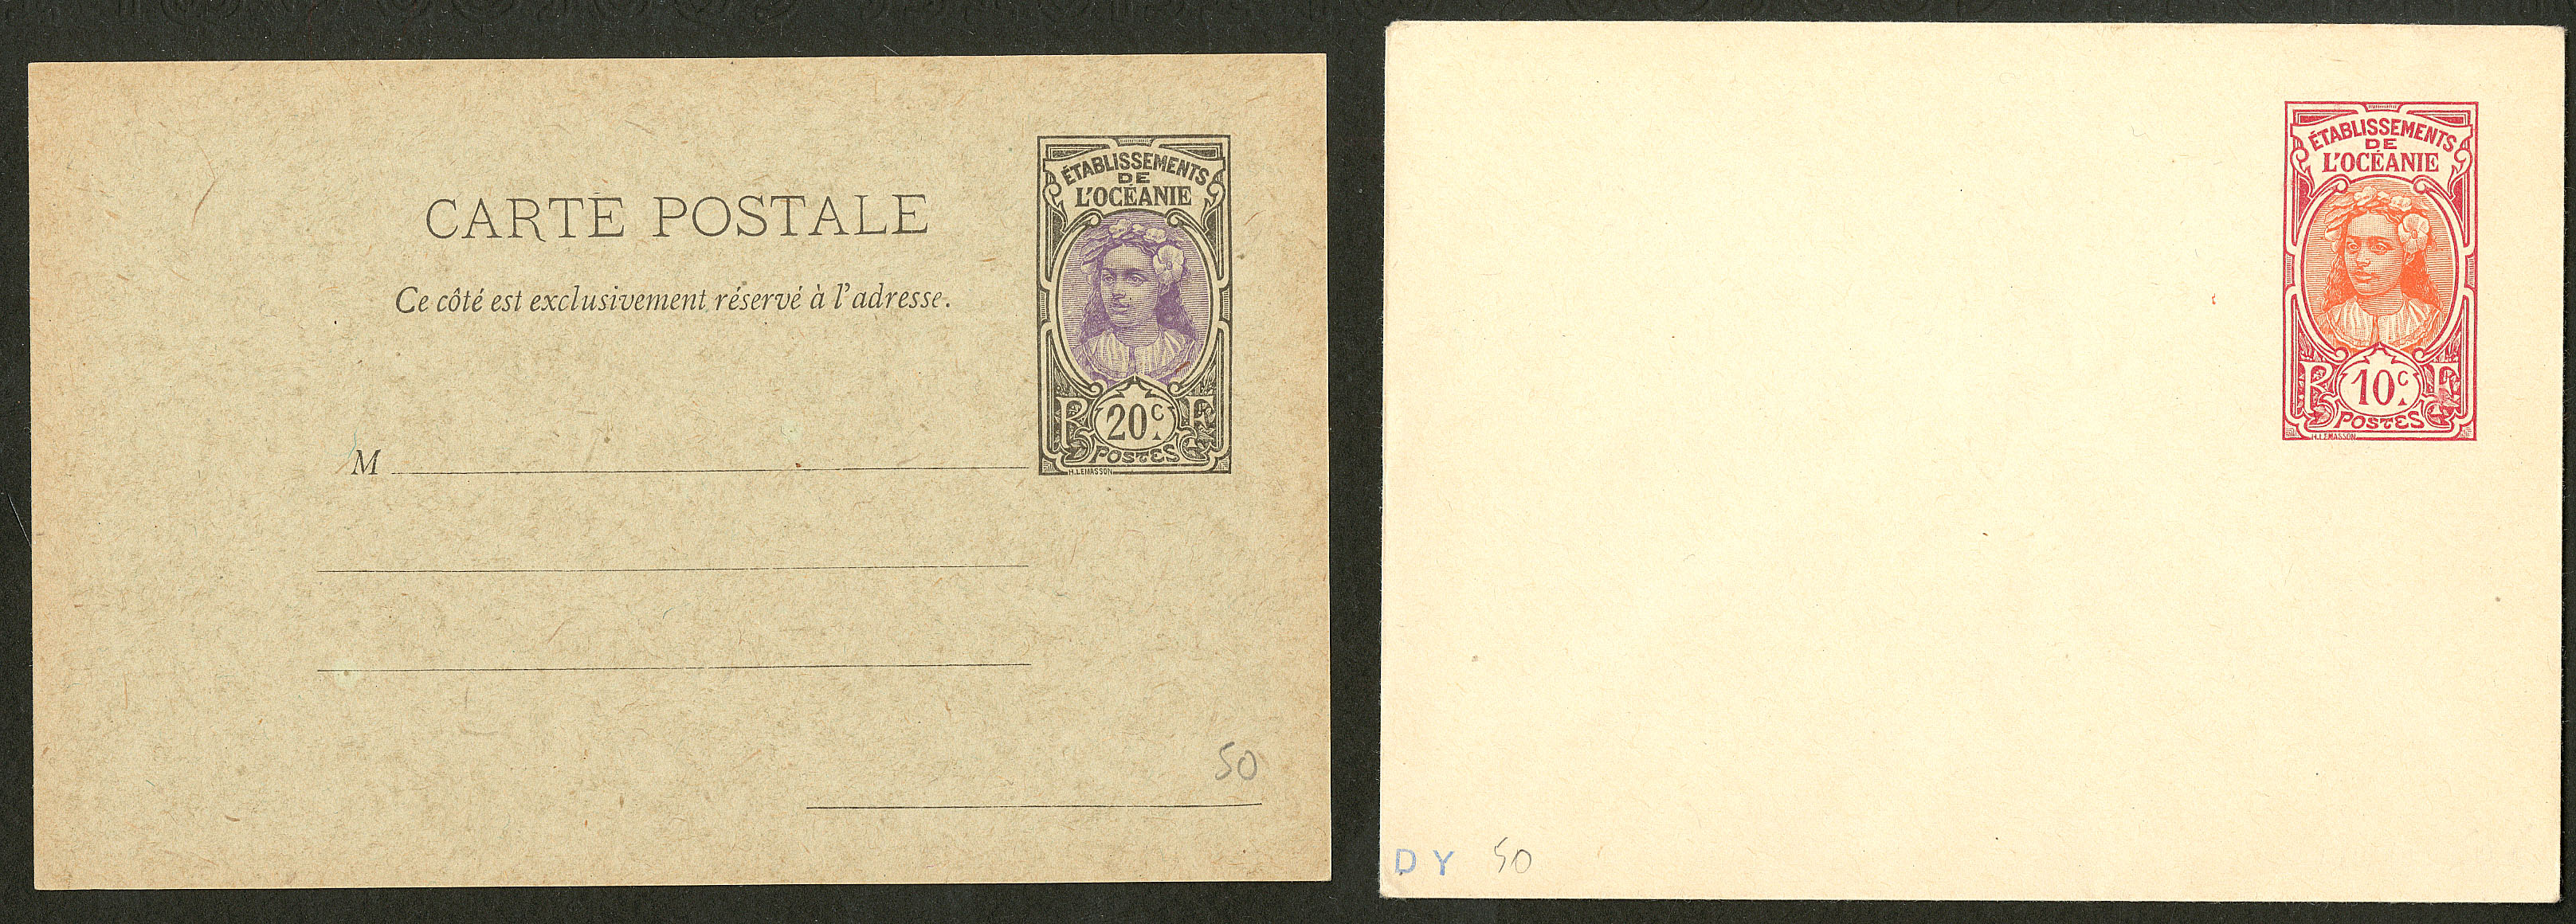 CARTE POSTALE
Ce côté est exclusivement réservé à l'adresse.
M
ÉTABLISSEMENTS
DE
L'OCÉANIE
R F
20c
POSTES
H.LEMASSON
50
ÉTABLISSEMENTS
DE
L'OCÉANIE
R F
10c
POSTES
H.LEMASSON
DY 50